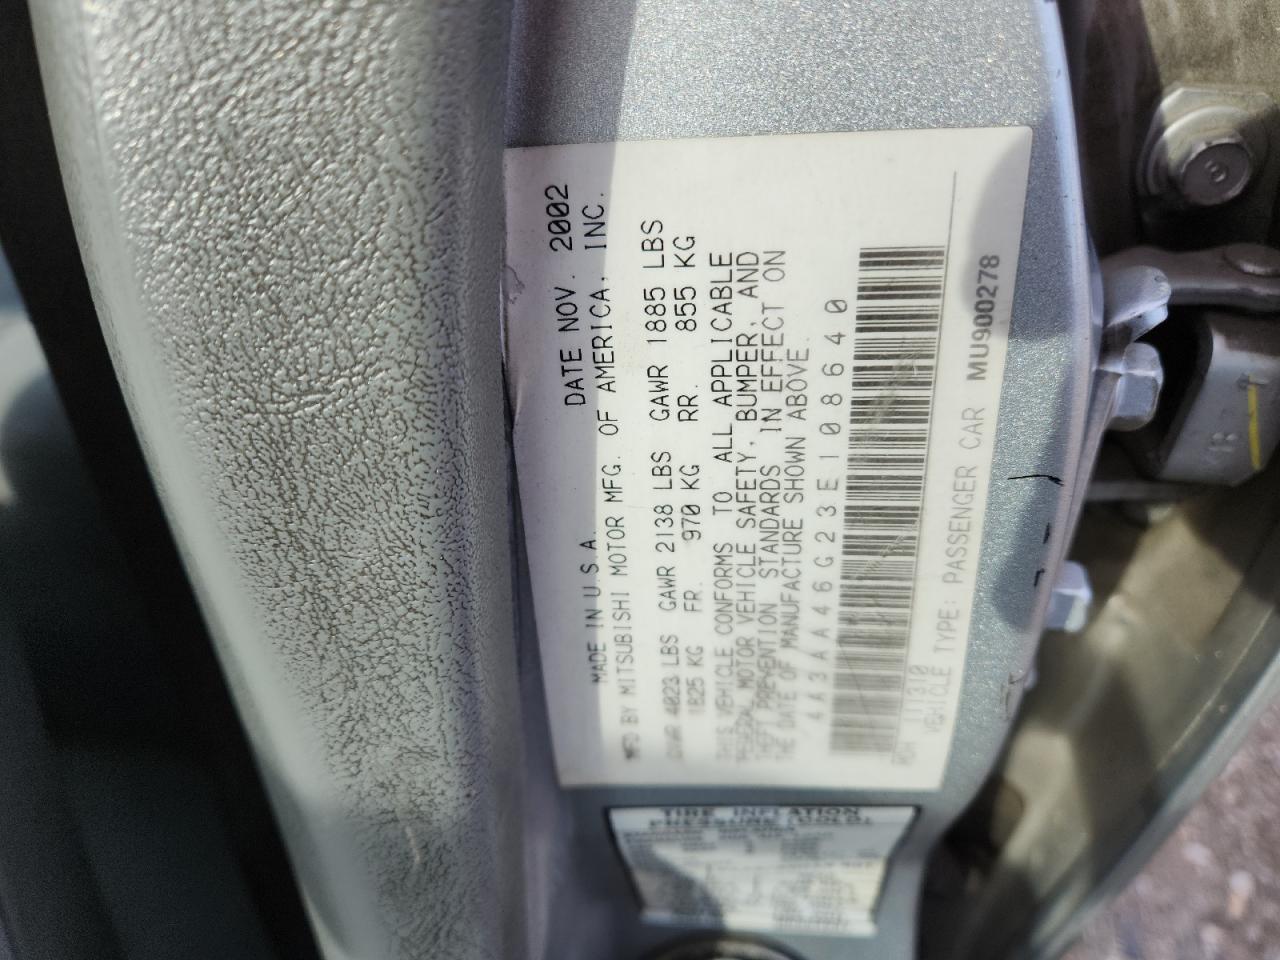 MADE IN U.S.A. DATE NOV. 2002
MFD BY MITSUBISHI MOTOR MFG. OF AMERICA, INC.
GVWR 4023 LBS GAWR 2138 LBS GAWR 1885 LBS
1825 KG FR. 970 KG RR. 855 KG
THIS VEHICLE CONFORMS TO ALL APPLICABLE
FEDERAL MOTOR VEHICLE SAFETY, BUMPER, AND
THEFT PREVENTION STANDARDS IN EFFECT ON
THE DATE OF MANUFACTURE SHOWN ABOVE.
4A3AA46G23E108640
11310
VEHICLE TYPE: PASSENGER CAR MU900278
TIRE INFLATION
8